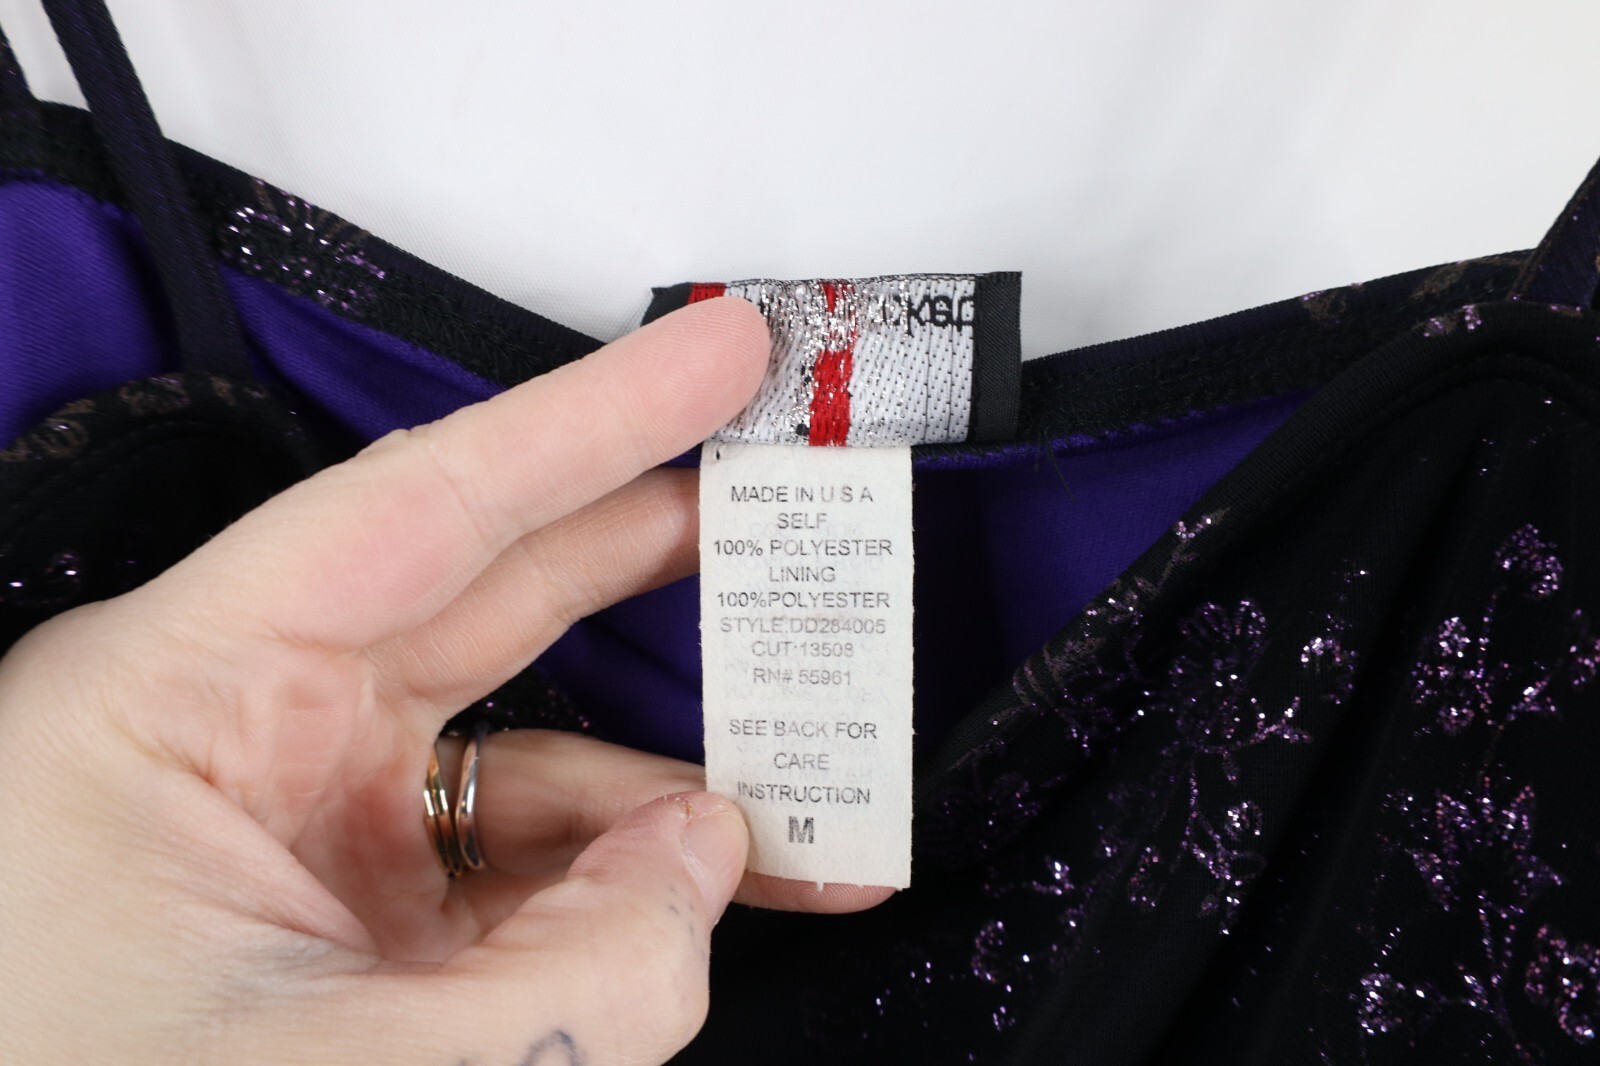 MADE IN U S A
SELF
100% POLYESTER
LINING
100%POLYESTER
STYLE:DD284005
CUT:13508
RN# 55961
SEE BACK FOR
CARE
INSTRUCTION
M